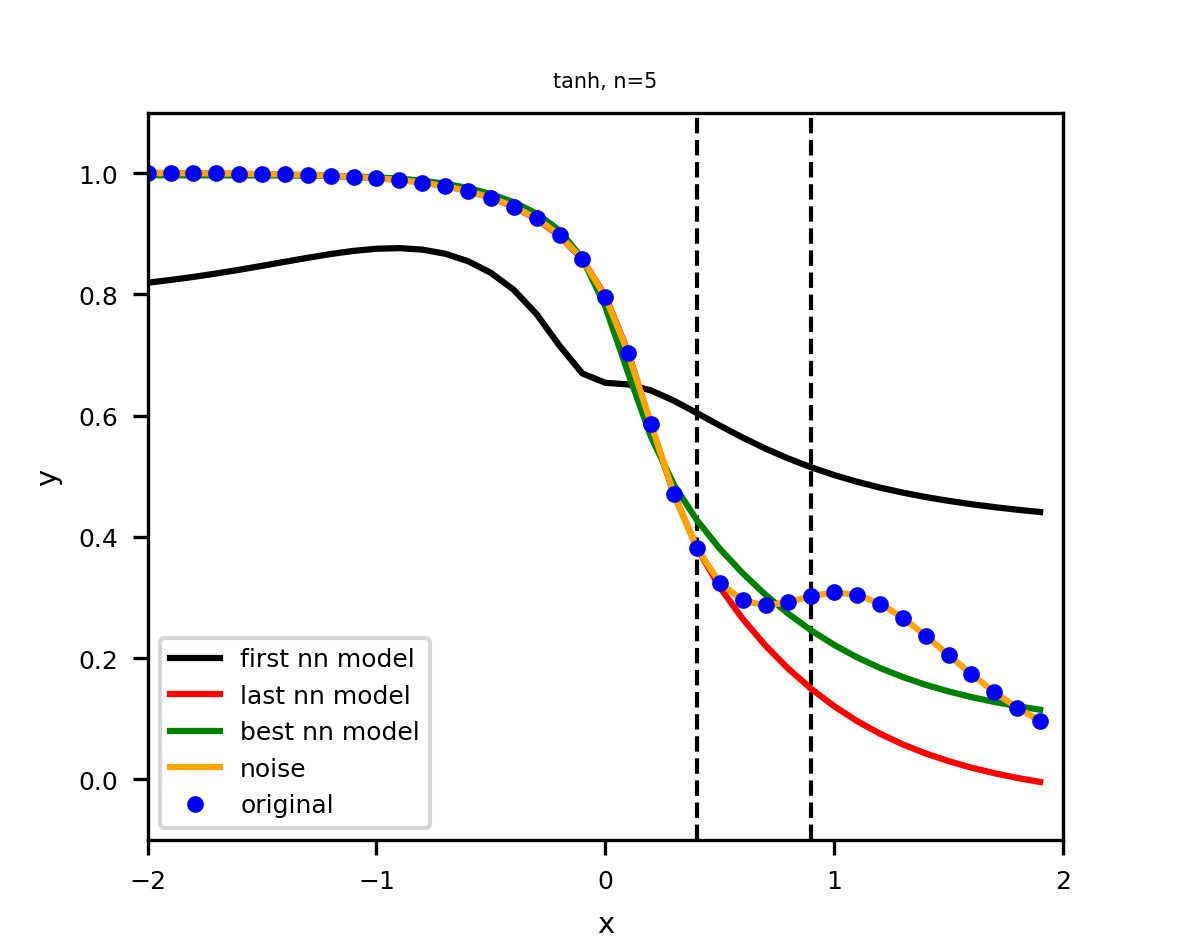 tanh, n=5
1.0
0.8
0.6
0.4
0.2
0.0
y
first nn model
last nn model
best nn model
noise
original
−2
−1
0
1
2
x